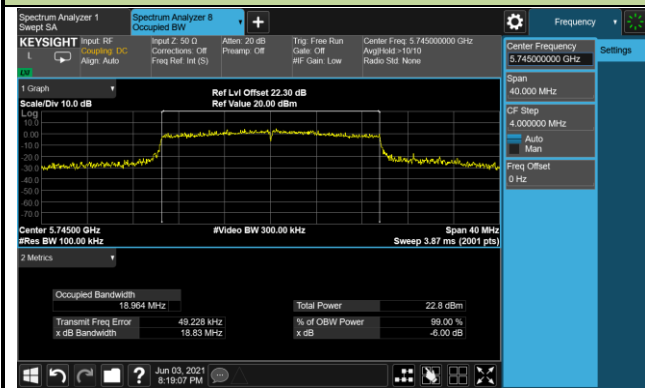 Spectrum Analyzer 1
Swept SA
Spectrum Analyzer 8
Occupied BW
Frequency
KEYSIGHT
L
Input: RF
Coupling: DC
Align: Auto
Input Z: 50 Ω
Corrections: Off
Freq Ref: Int (S)
Atten: 20 dB
Preamp: Off
Trig: Free Run
Gate: Off
#IF Gain: Low
Center Freq: 5.745000000 GHz
Avg|Hold:>10/10
Radio Std: None
Center Frequency
5.745000000 GHz
Settings
Span
40.000 MHz
CF Step
4.000000 MHz
Auto
Man
Freq Offset
0 Hz
1 Graph
Scale/Div 10.0 dB
Ref Lvl Offset 22.30 dB
Ref Value 20.00 dBm
Log
10.0
0.00
-10.0
-20.0
-30.0
-40.0
-50.0
-60.0
-70.0
Center 5.74500 GHz
#Video BW 300.00 kHz
Span 40 MHz
#Res BW 100.00 kHz
Sweep 3.87 ms (2001 pts)
2 Metrics
Occupied Bandwidth
18.964 MHz
Total Power 22.8 dBm
Transmit Freq Error 49.228 kHz
% of OBW Power 99.00 %
x dB Bandwidth 18.83 MHz
x dB -6.00 dB
Jun 03, 2021
8:19:07 PM